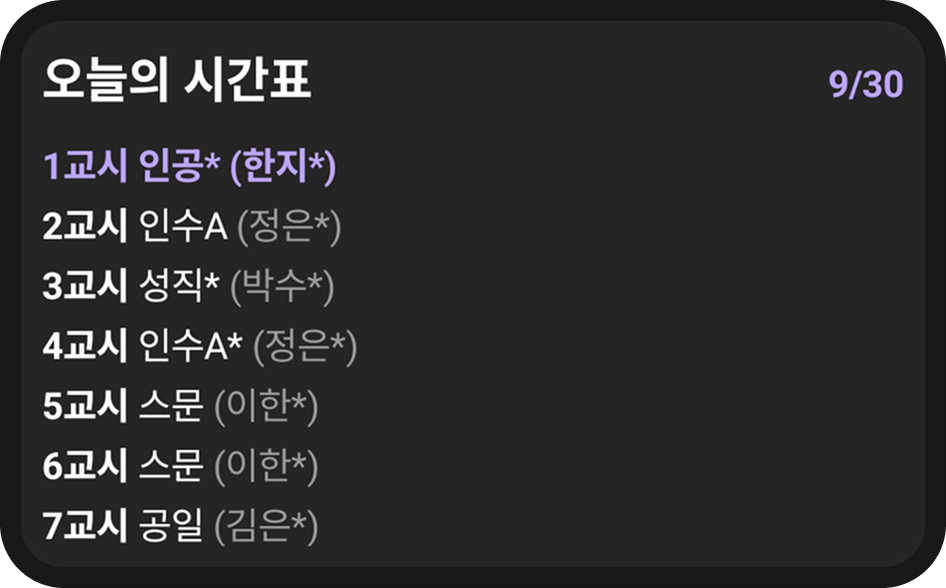 오늘의 시간표 9/30
1교시 인공* (한지*)
2교시 인수A (정은*)
3교시 성직* (박수*)
4교시 인수A* (정은*)
5교시 스문 (이한*)
6교시 스문 (이한*)
7교시 공일 (김은*)